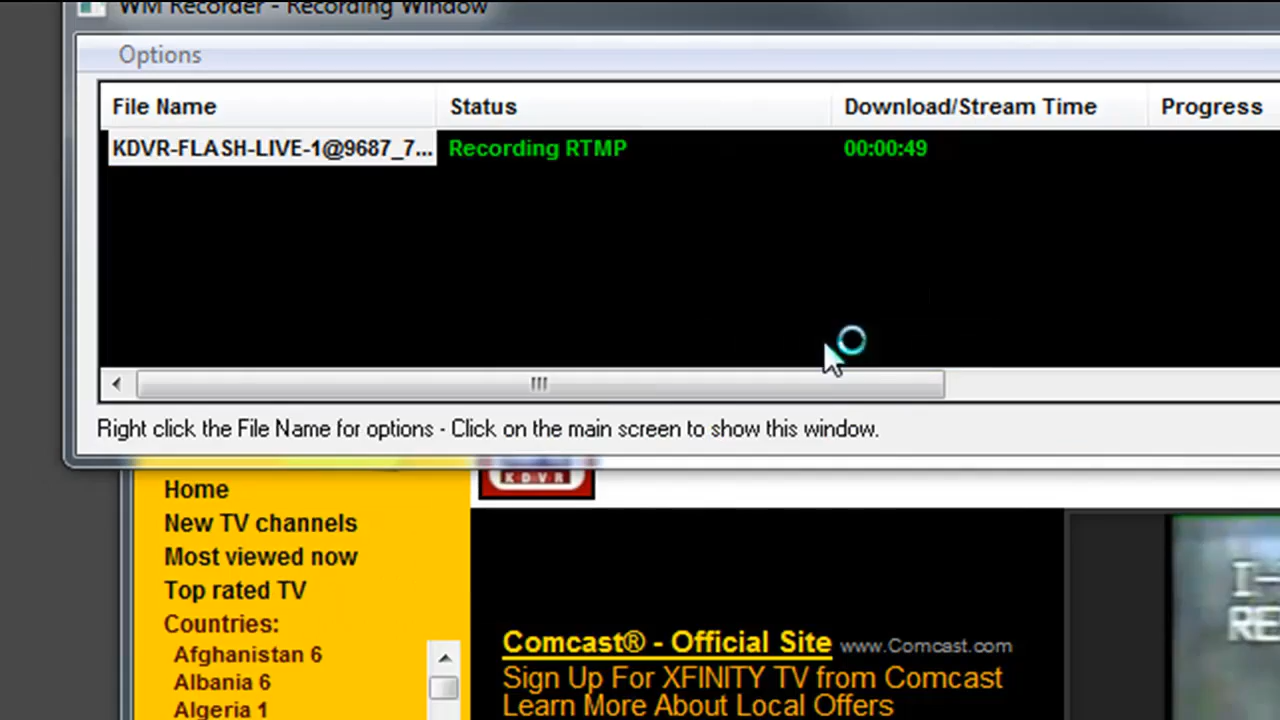 WM Recorder - Recording Window
Options
File Name Status Download/Stream Time Progress
KDVR-FLASH-LIVE-1@9687_7... Recording RTMP 00:00:49
Right click the File Name for options - Click on the main screen to show this window.
KDVR
Home
New TV channels
Most viewed now
Top rated TV
Countries:
Afghanistan 6
Albania 6
Algeria 1
Comcast® - Official Site www.Comcast.com
Sign Up For XFINITY TV from Comcast
Learn More About Local Offers